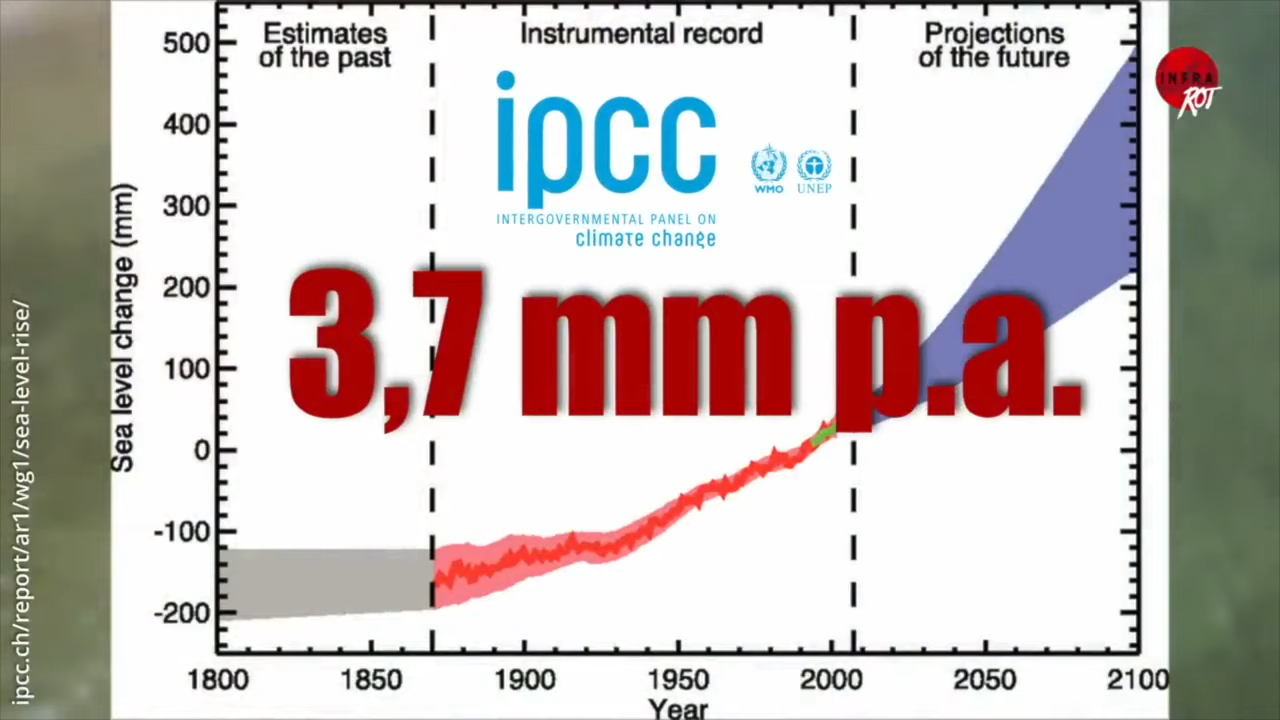 Estimates
of the past
Instrumental record
Projections
of the future
INFRA
ROT
ipcc
INTERGOVERNMENTAL PANEL ON
climate change
WMO
UNEP
3,7 mm p.a.
Sea level change (mm)
500
400
300
200
100
0
-100
-200
1800
1850
1900
1950
2000
2050
2100
Year
ipcc.ch/report/ar1/wg1/sea-level-rise/